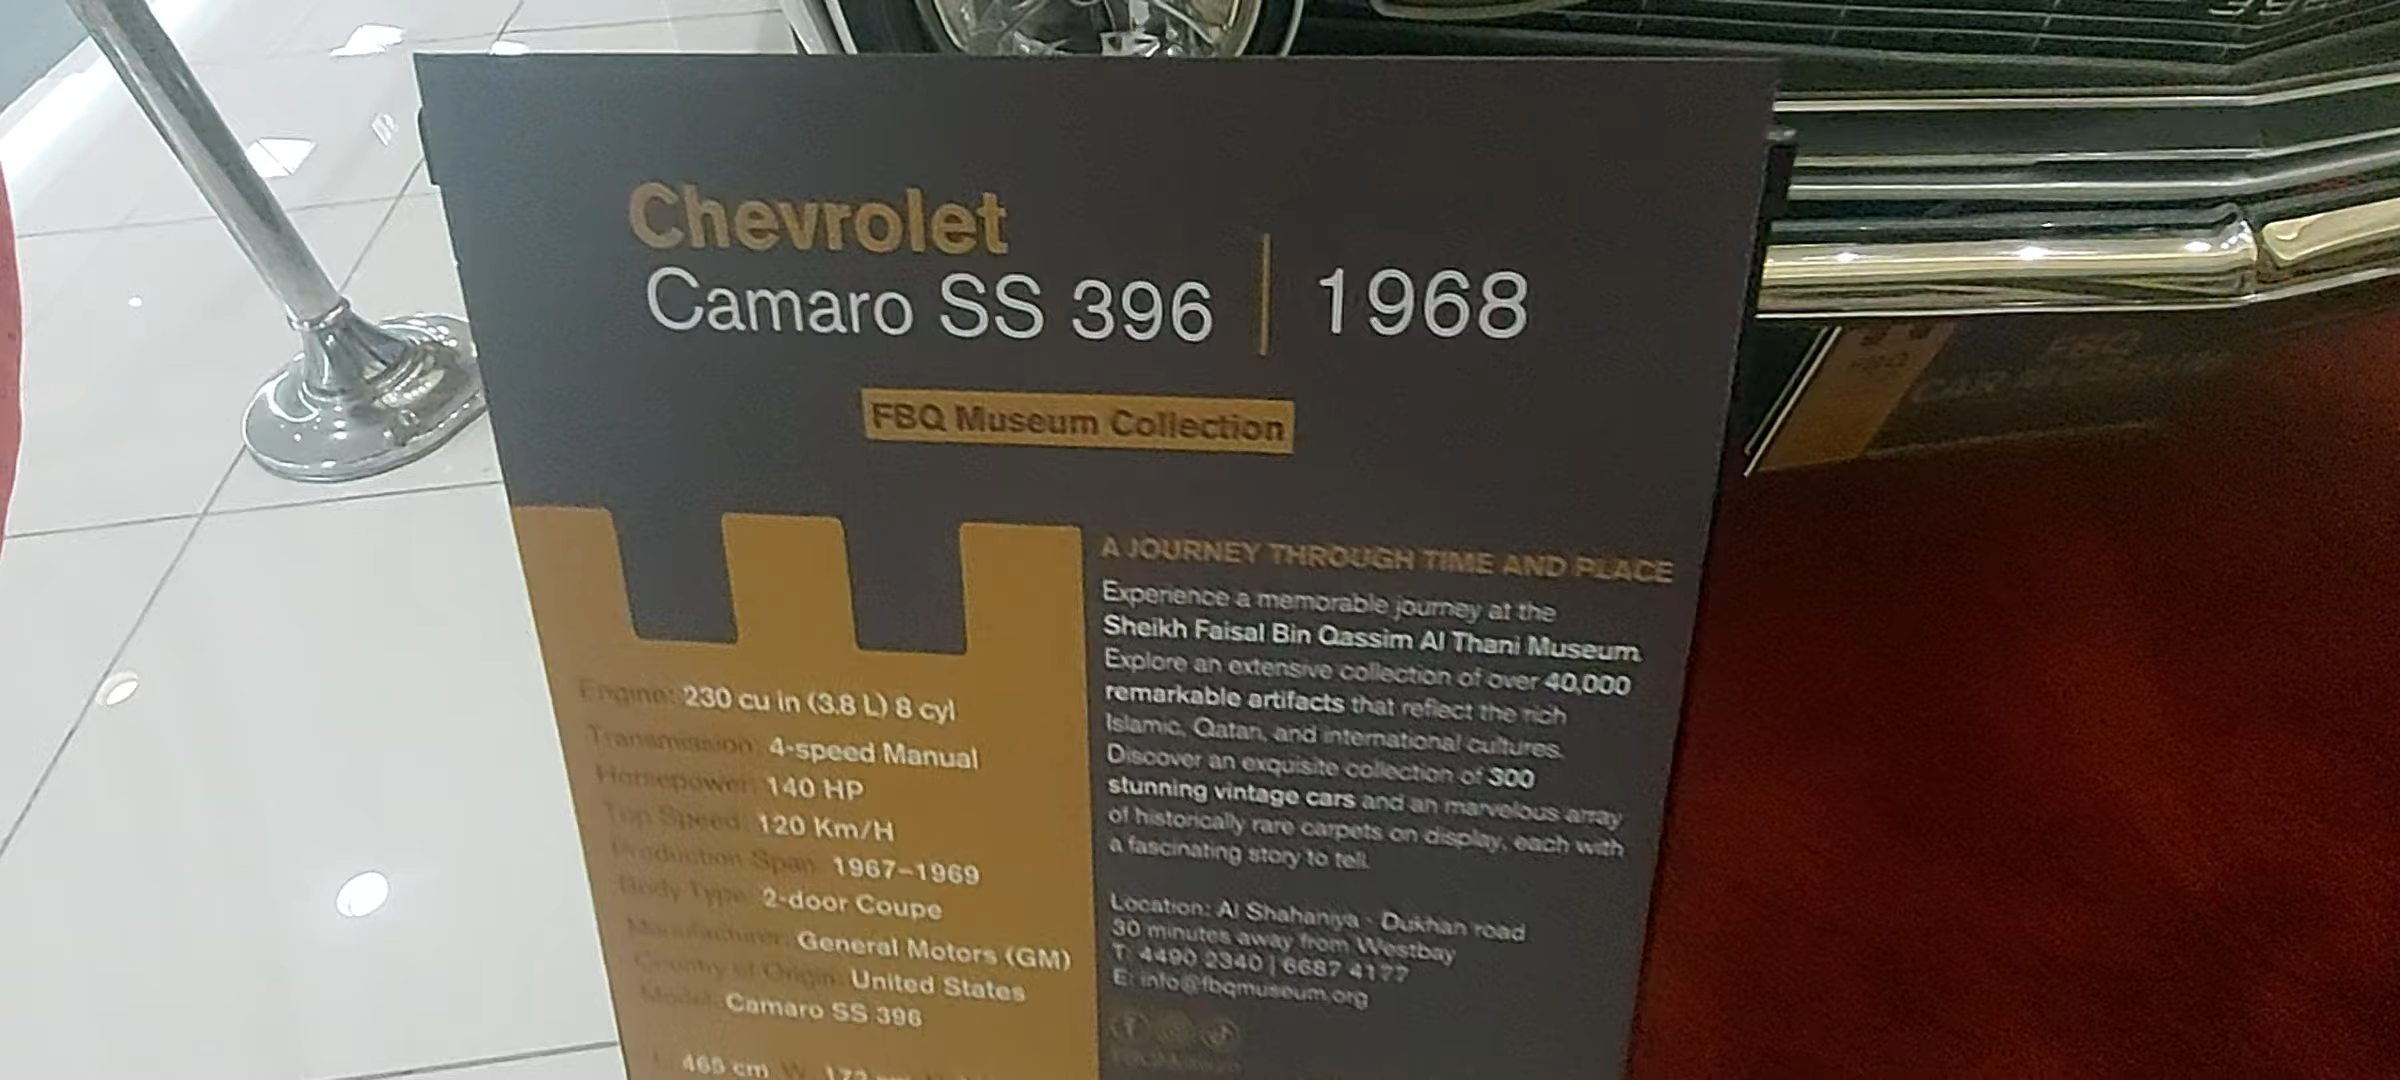 Chevrolet
Camaro SS 396 | 1968
FBQ Museum Collection
Engine: 230 cu in (3.8 L) 8 cyl
Transmission: 4-speed Manual
Horsepower: 140 HP
Top Speed: 120 Km/H
Production Span: 1967-1969
Body Type: 2-door Coupe
Manufacturer: General Motors (GM)
Country of Origin: United States
Model: Camaro SS 396
465 cm
A JOURNEY THROUGH TIME AND PLACE
Experience a memorable journey at the
Sheikh Faisal Bin Qassim Al Thani Museum.
Explore an extensive collection of over 40,000
remarkable artifacts that reflect the rich
Islamic, Qatari, and international cultures.
Discover an exquisite collection of 300
stunning vintage cars and an marvelous array
of historically rare carpets on display, each with
a fascinating story to tell.
Location: Al Shahaniya - Dukhan road
30 minutes away from Westbay
T: 4490 2340 | 6687 4177
E: info@fbqmuseum.org
FBQ
CAR MUSEUM